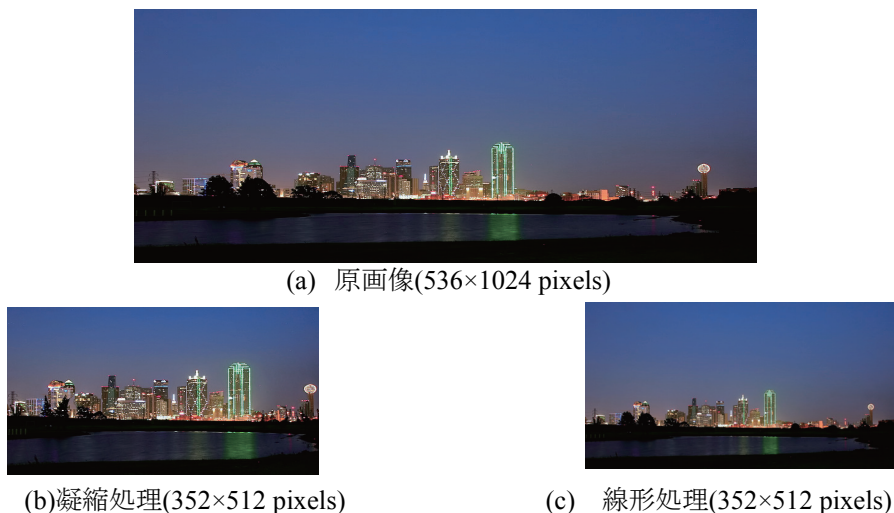 (a) 原画像(536×1024 pixels)
(b)凝縮処理(352×512 pixels)
(c) 線形処理(352×512 pixels)